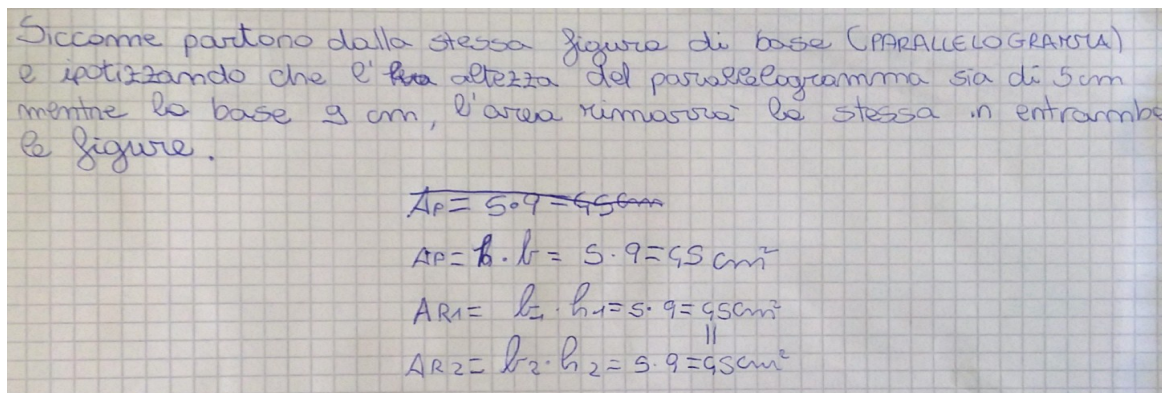 Siccome partono dalla stessa figura di base (PARALLELOGRAMMA)
e ipotizzando che l' altezza del parallelogramma sia di 5 cm
mentre la base 9 cm, l'area rimarrà la stessa in entrambe
le figure.
AP = 5·9 = 45 cm
AP = h · b = 5 · 9 = 45 cm²
AR1 = b1 · h1 = 5 · 9 = 45 cm²
=
AR2 = b2 · h2 = 5 · 9 = 45 cm²